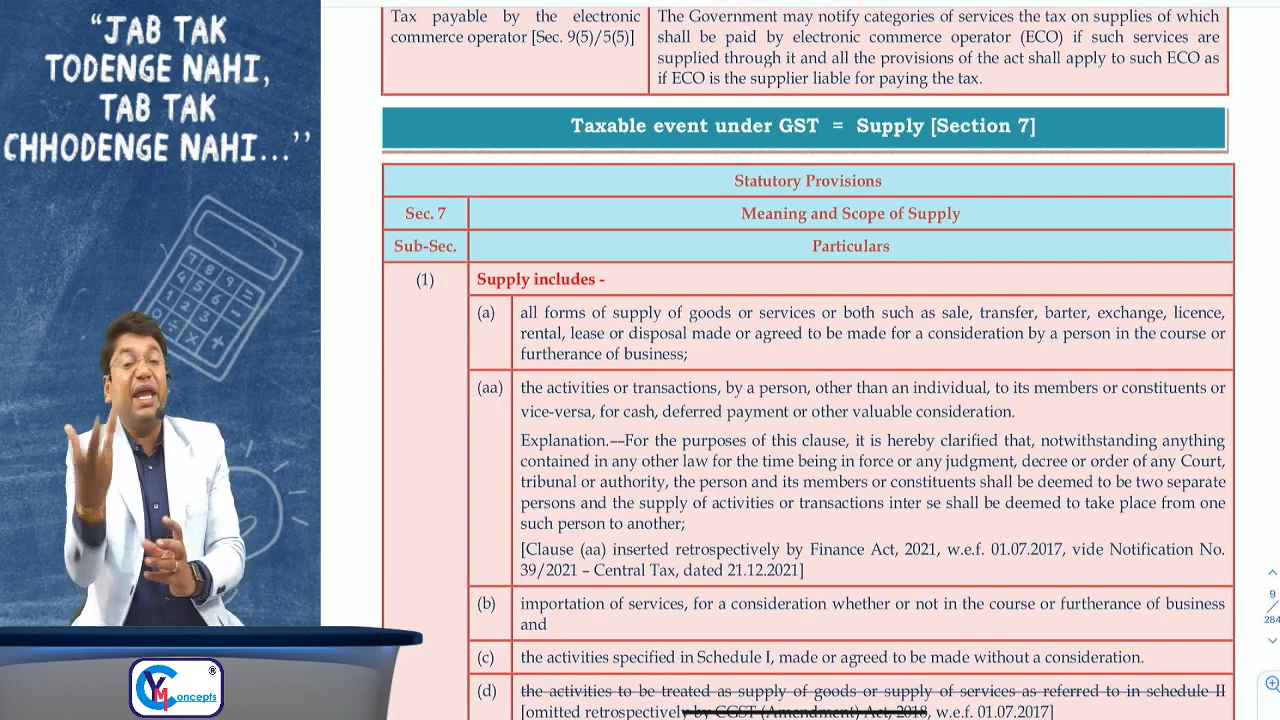 “JAB TAK
TODENGE NAHI,
TAB TAK
CHHODENGE NAHI...’’
YM Concepts ®
Tax payable by the electronic
commerce operator [Sec. 9(5)/5(5)]
The Government may notify categories of services the tax on supplies of which
shall be paid by electronic commerce operator (ECO) if such services are
supplied through it and all the provisions of the act shall apply to such ECO as
if ECO is the supplier liable for paying the tax.
Taxable event under GST = Supply [Section 7]
Statutory Provisions
Sec. 7
Meaning and Scope of Supply
Sub-Sec.
Particulars
(1)
Supply includes -
(a)
all forms of supply of goods or services or both such as sale, transfer, barter, exchange, licence,
rental, lease or disposal made or agreed to be made for a consideration by a person in the course or
furtherance of business;
(aa)
the activities or transactions, by a person, other than an individual, to its members or constituents or
vice-versa, for cash, deferred payment or other valuable consideration.
Explanation.––For the purposes of this clause, it is hereby clarified that, notwithstanding anything
contained in any other law for the time being in force or any judgment, decree or order of any Court,
tribunal or authority, the person and its members or constituents shall be deemed to be two separate
persons and the supply of activities or transactions inter se shall be deemed to take place from one
such person to another;
[Clause (aa) inserted retrospectively by Finance Act, 2021, w.e.f. 01.07.2017, vide Notification No.
39/2021 – Central Tax, dated 21.12.2021]
(b)
importation of services, for a consideration whether or not in the course or furtherance of business
and
(c)
the activities specified in Schedule I, made or agreed to be made without a consideration.
(d)
the activities to be treated as supply of goods or supply of services as referred to in schedule II
[omitted retrospectively by CGST (Amendment) Act, 2018, w.e.f. 01.07.2017]
9
284